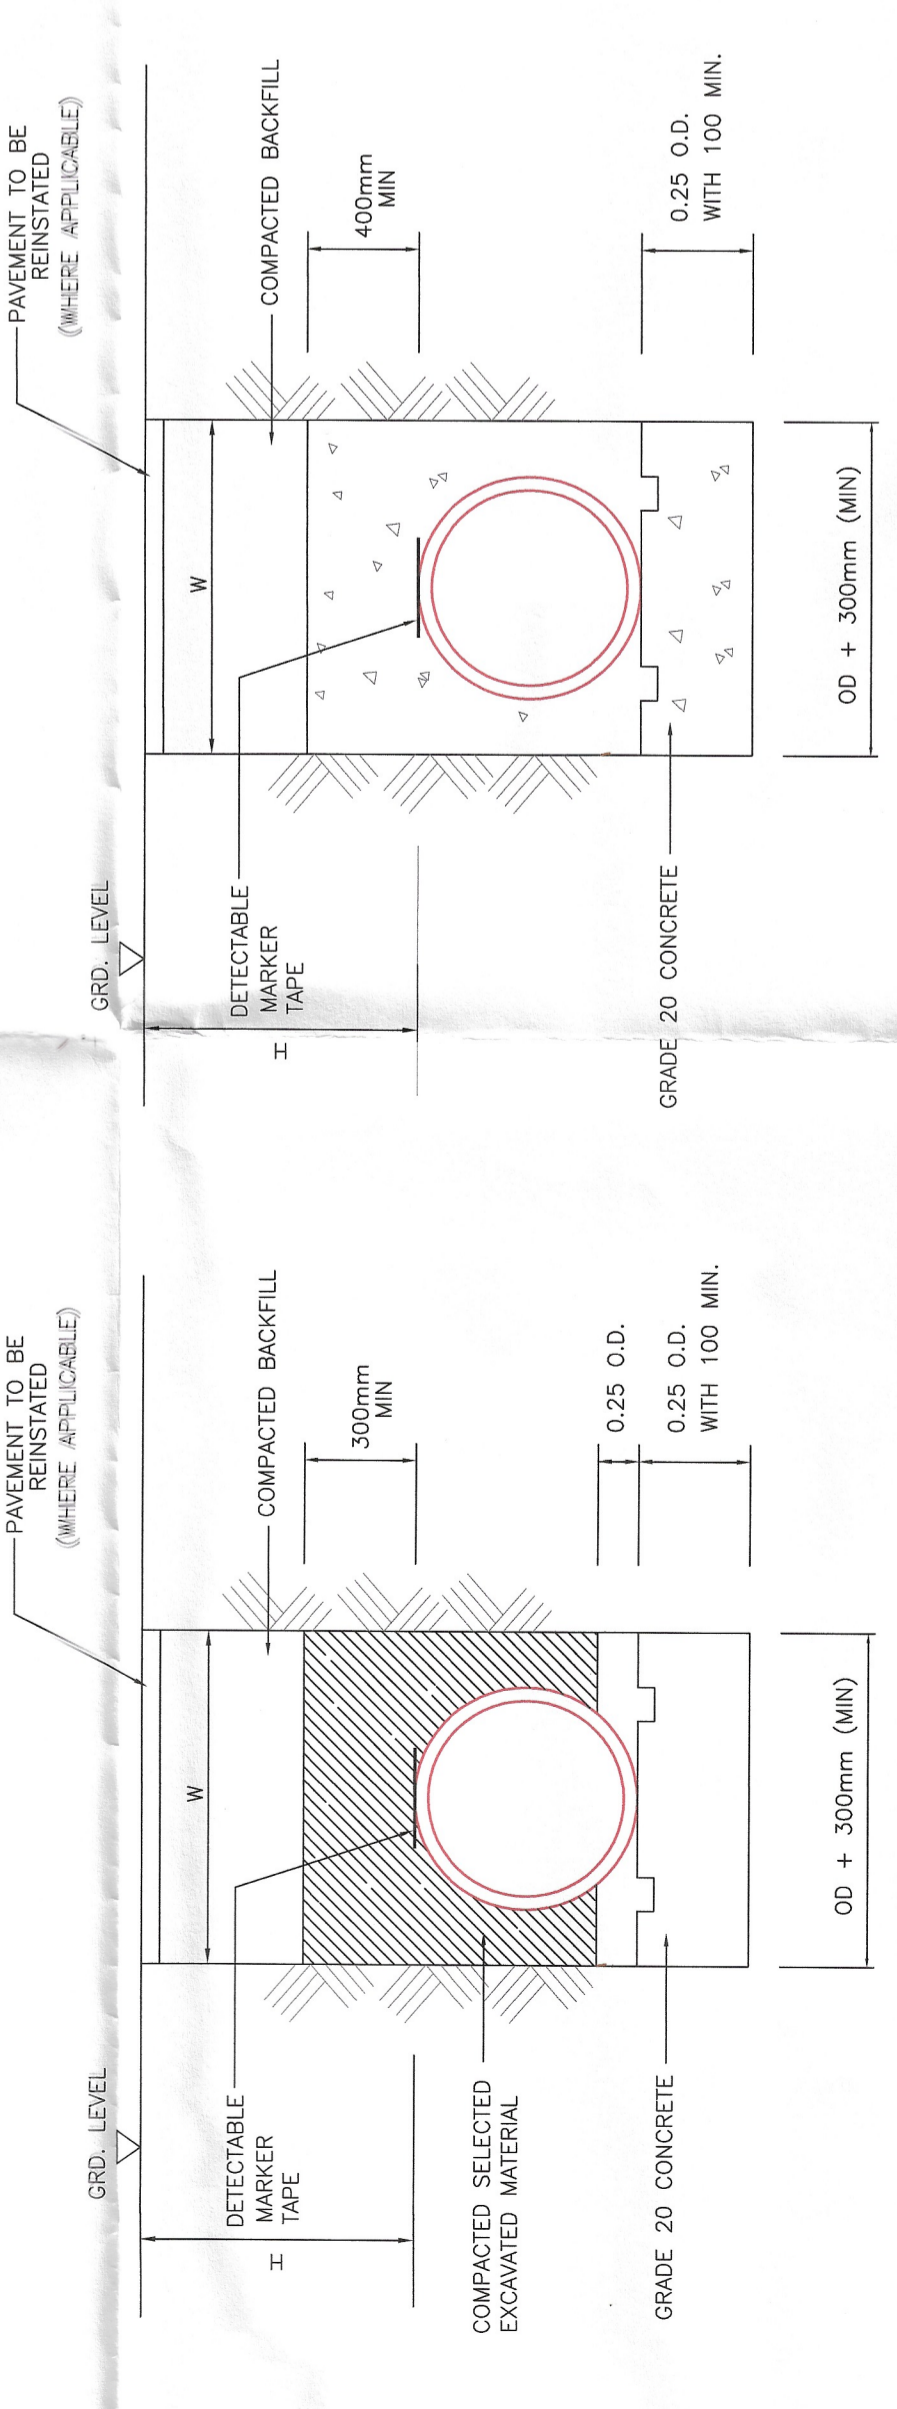 PAVEMENT TO BE
REINSTATED
(WHERE APPLICABLE)
GRD. LEVEL
W
COMPACTED BACKFILL
DETECTABLE
MARKER
TAPE
H
300mm
MIN
COMPACTED SELECTED
EXCAVATED MATERIAL
0.25 O.D.
0.25 O.D.
WITH 100 MIN.
GRADE 20 CONCRETE
OD + 300mm (MIN)
PAVEMENT TO BE
REINSTATED
(WHERE APPLICABLE)
GRD. LEVEL
W
COMPACTED BACKFILL
DETECTABLE
MARKER
TAPE
H
400mm
MIN
0.25 O.D.
WITH 100 MIN.
GRADE 20 CONCRETE
OD + 300mm (MIN)